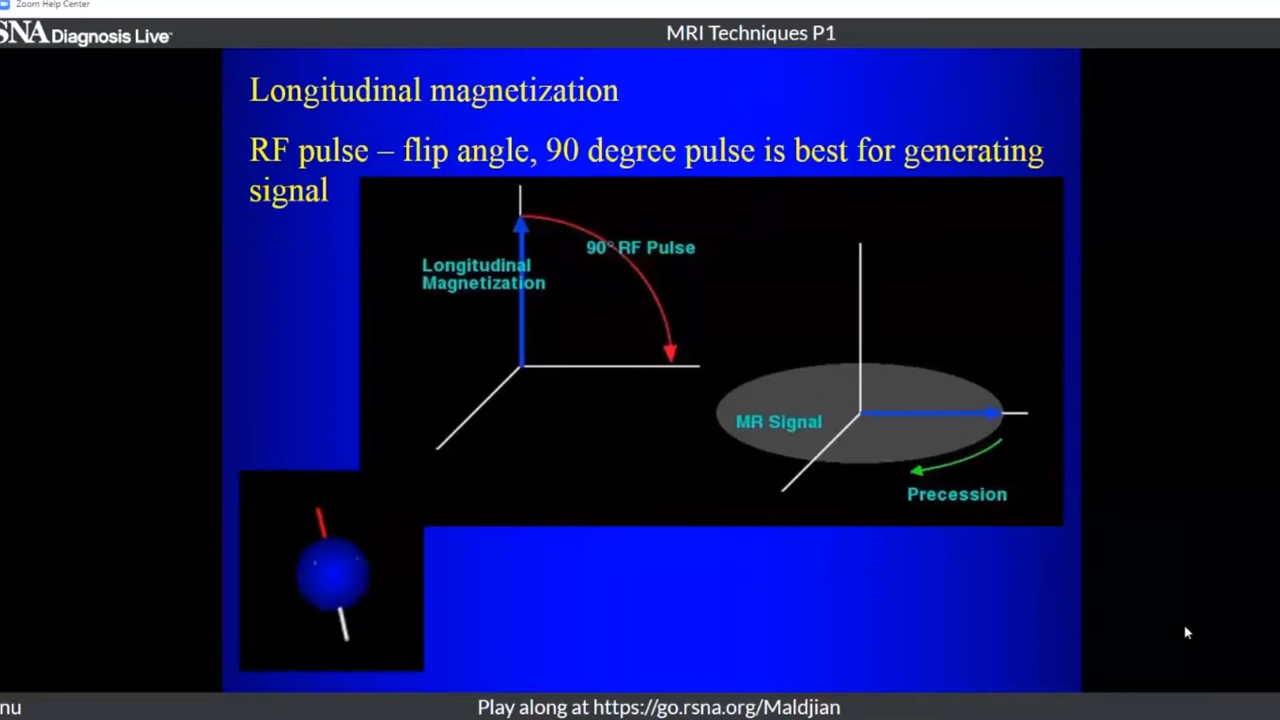 Zoom Help Center
SNA Diagnosis Live™
MRI Techniques P1
Longitudinal magnetization
RF pulse – flip angle, 90 degree pulse is best for generating
signal
90° RF Pulse
Longitudinal
Magnetization
MR Signal
Precession
nu
Play along at https://go.rsna.org/Maldjian